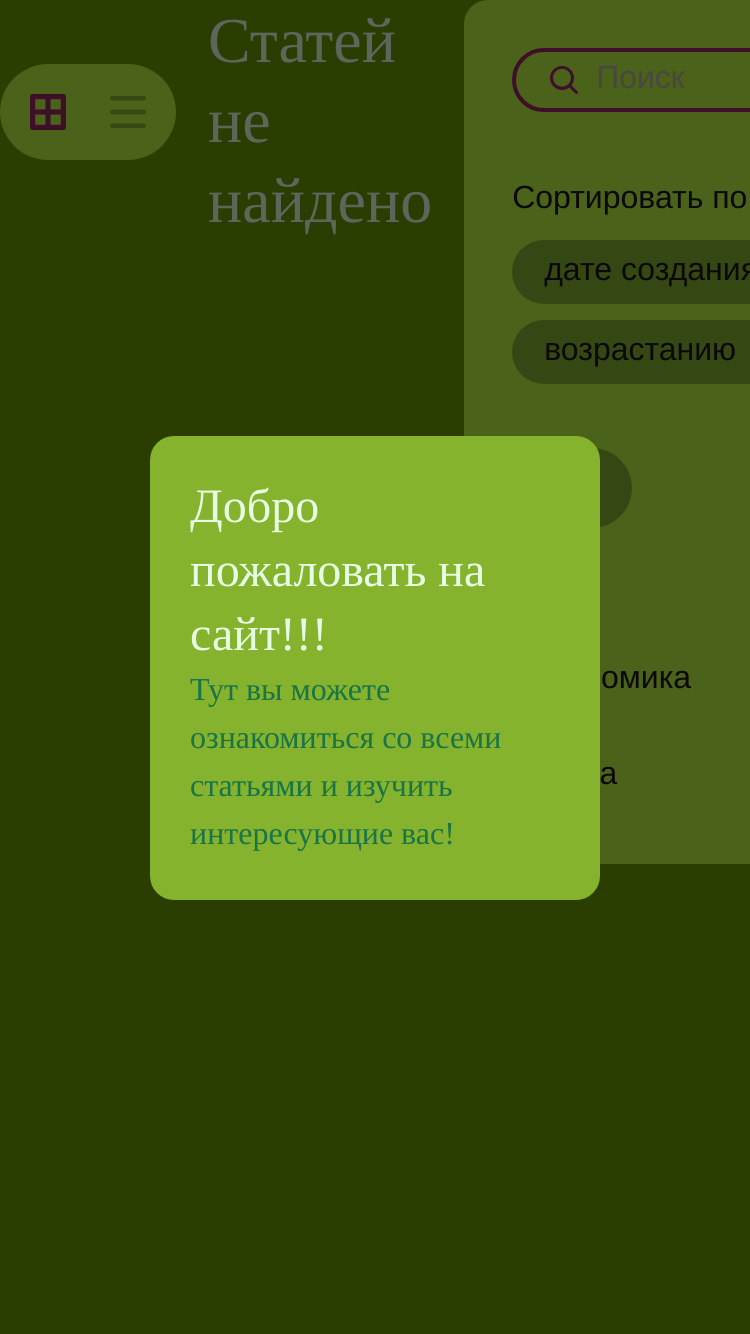 Статей
не
найдено
Поиск
Сортировать по
дате создания
возрастанию
Добро
пожаловать на
сайт!!!
Тут вы можете
ознакомиться со всеми
статьями и изучить
интересующие вас!
омика
а